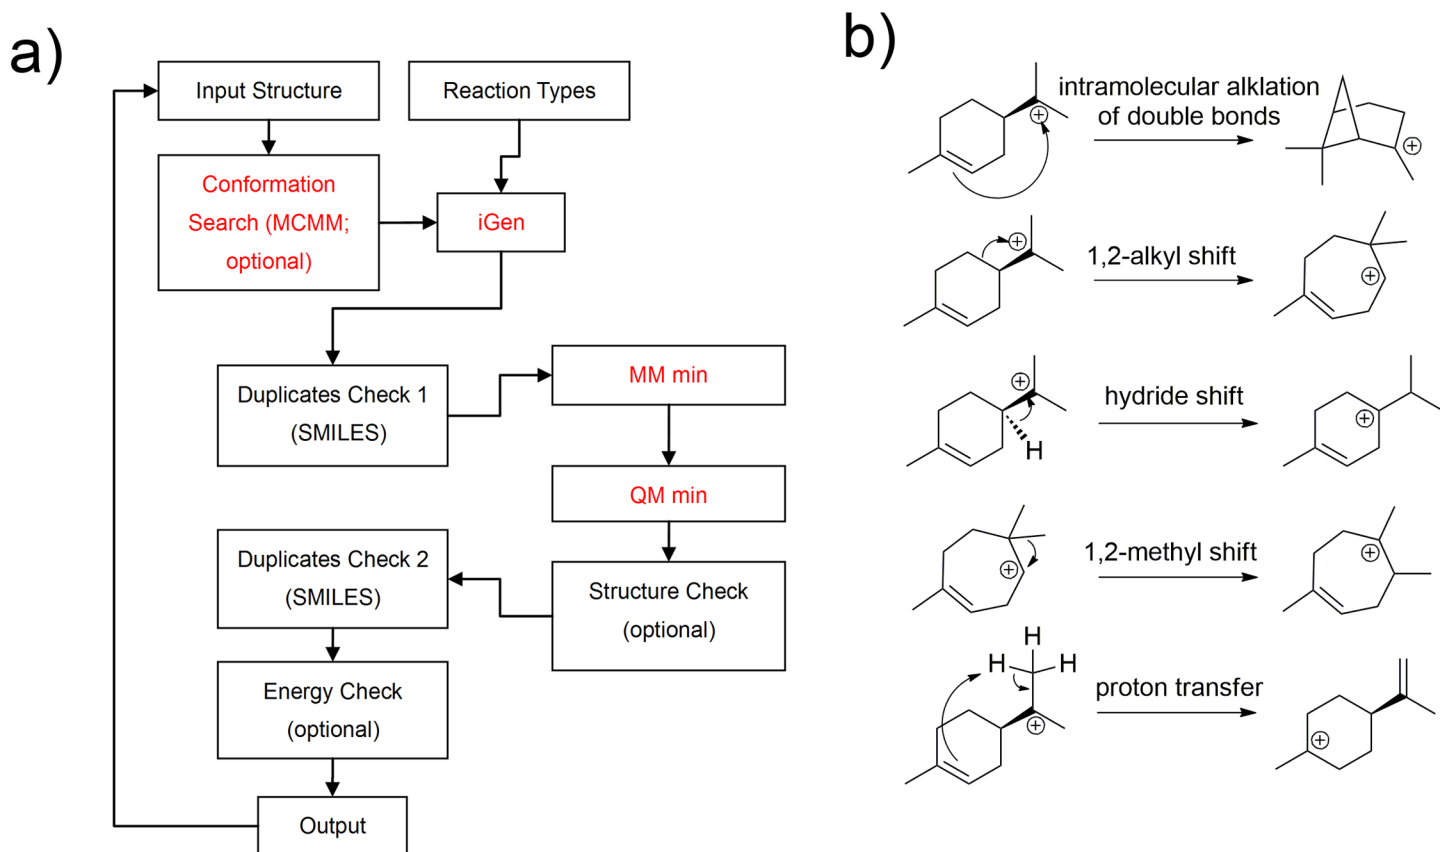 a)
Input Structure
Reaction Types
Conformation
Search (MCMM;
optional)
iGen
Duplicates Check 1
(SMILES)
MM min
QM min
Structure Check
(optional)
Duplicates Check 2
(SMILES)
Energy Check
(optional)
Output
b)
intramolecular alklation
of double bonds
1,2-alkyl shift
hydride shift
H
1,2-methyl shift
H
H
H
proton transfer